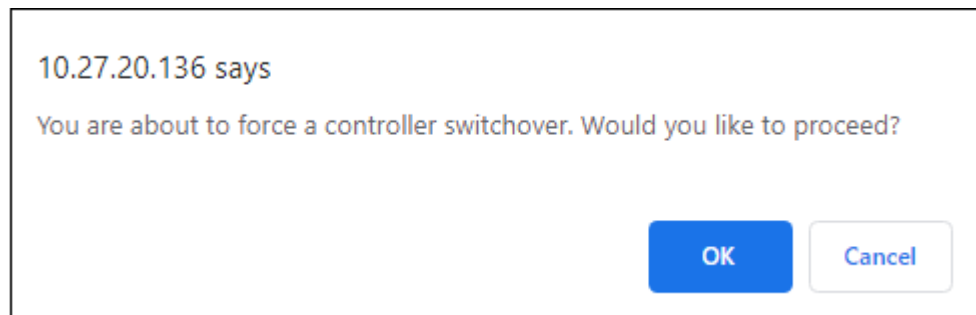 10.27.20.136 says
You are about to force a controller switchover. Would you like to proceed?
OK
Cancel